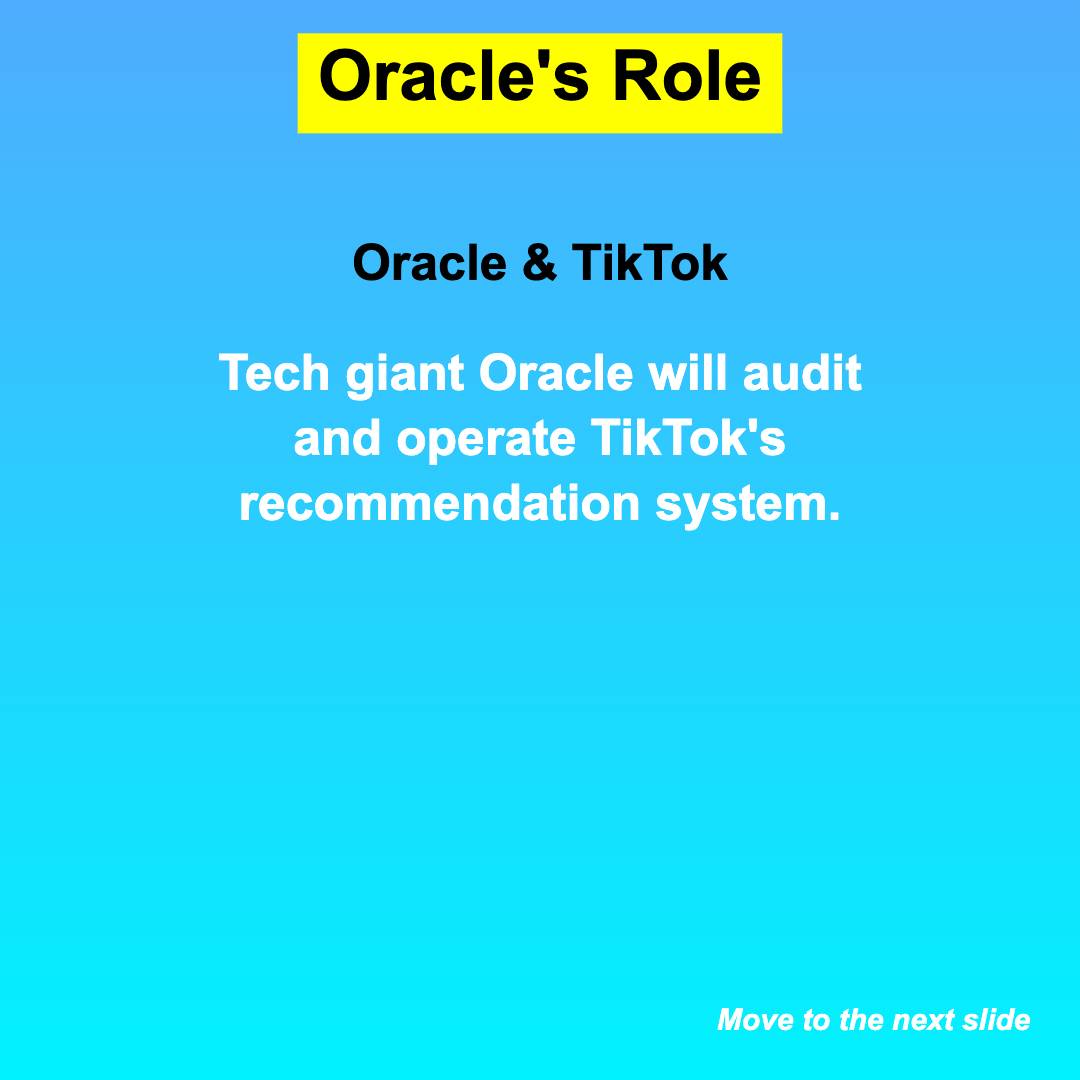 Oracle's Role
Oracle & TikTok
Tech giant Oracle will audit
and operate TikTok's
recommendation system.
Move to the next slide